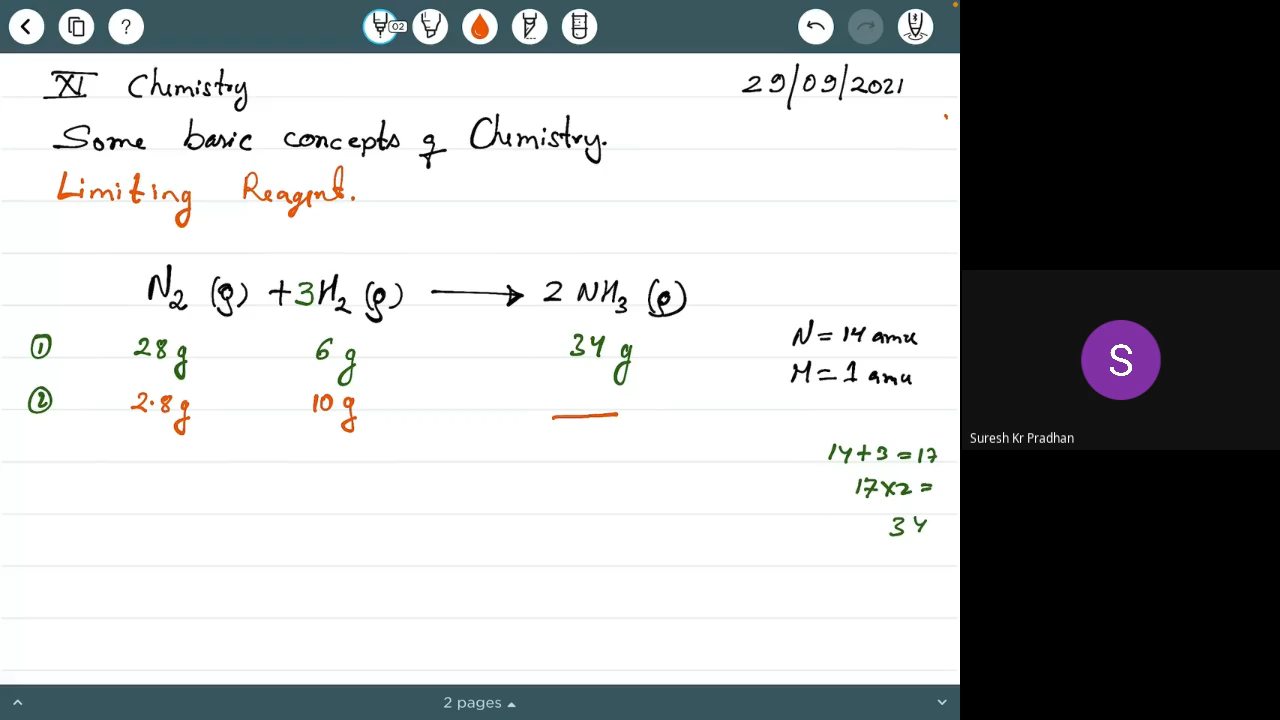 ?
02
XI Chemistry 29/09/2021
Some basic concepts of Chemistry.
Limiting Reagent.
N₂ (g) + 3H₂ (g) ⟶ 2 NH₃ (g)
① 28 g 6 g 34 g
N = 14 amu
H = 1 amu
② 2.8 g 10 g __
14 + 3 = 17
17 × 2 =
34
Suresh Kr Pradhan
S
2 pages